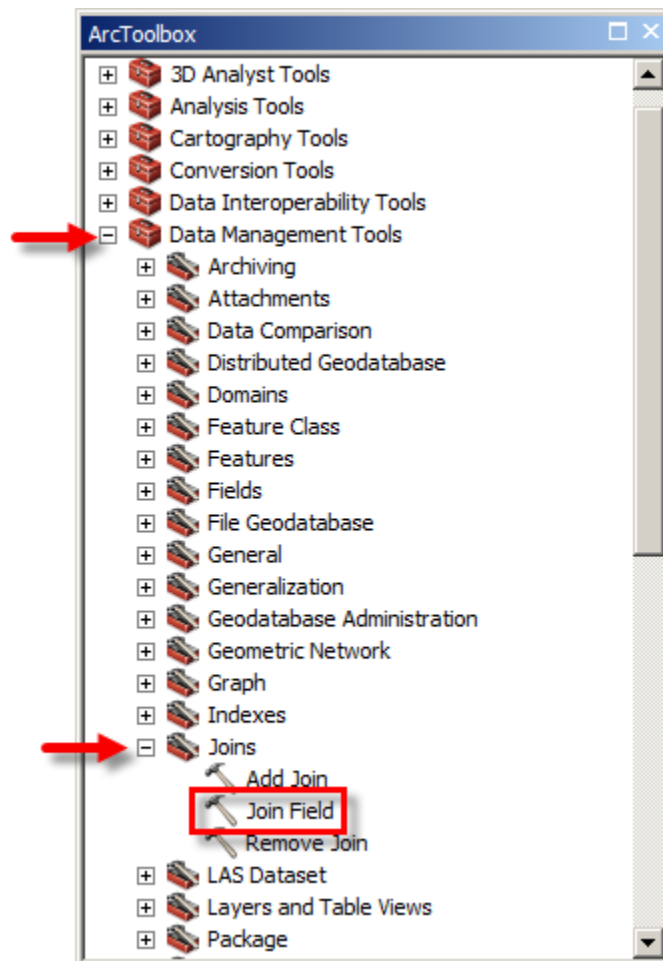 ArcToolbox
3D Analyst Tools
Analysis Tools
Cartography Tools
Conversion Tools
Data Interoperability Tools
Data Management Tools
Archiving
Attachments
Data Comparison
Distributed Geodatabase
Domains
Feature Class
Features
Fields
File Geodatabase
General
Generalization
Geodatabase Administration
Geometric Network
Graph
Indexes
Joins
Add Join
Join Field
Remove Join
LAS Dataset
Layers and Table Views
Package